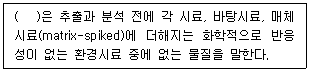 (   )은 추출과 분석 전에 각 시료, 바탕시료, 매체
시료(matrix-spiked)에 더해지는 화학적으로 반응
성이 없는 환경시료 중에 없는 물질을 말한다.